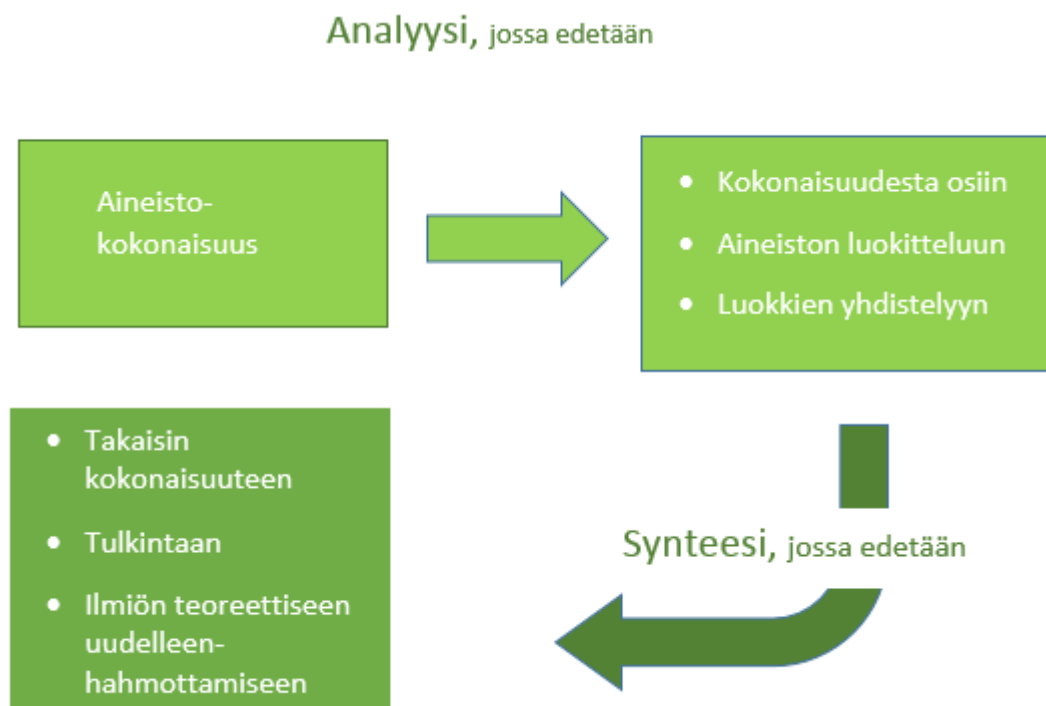 Analyysi, jossa edetään
Aineisto-
kokonaisuus
• Kokonaisuudesta osiin
• Aineiston luokitteluun
• Luokkien yhdistelyyn
Synteesi, jossa edetään
• Takaisin
kokonaisuuteen
• Tulkintaan
• Ilmiön teoreettiseen
uudelleen-
hahmottamiseen